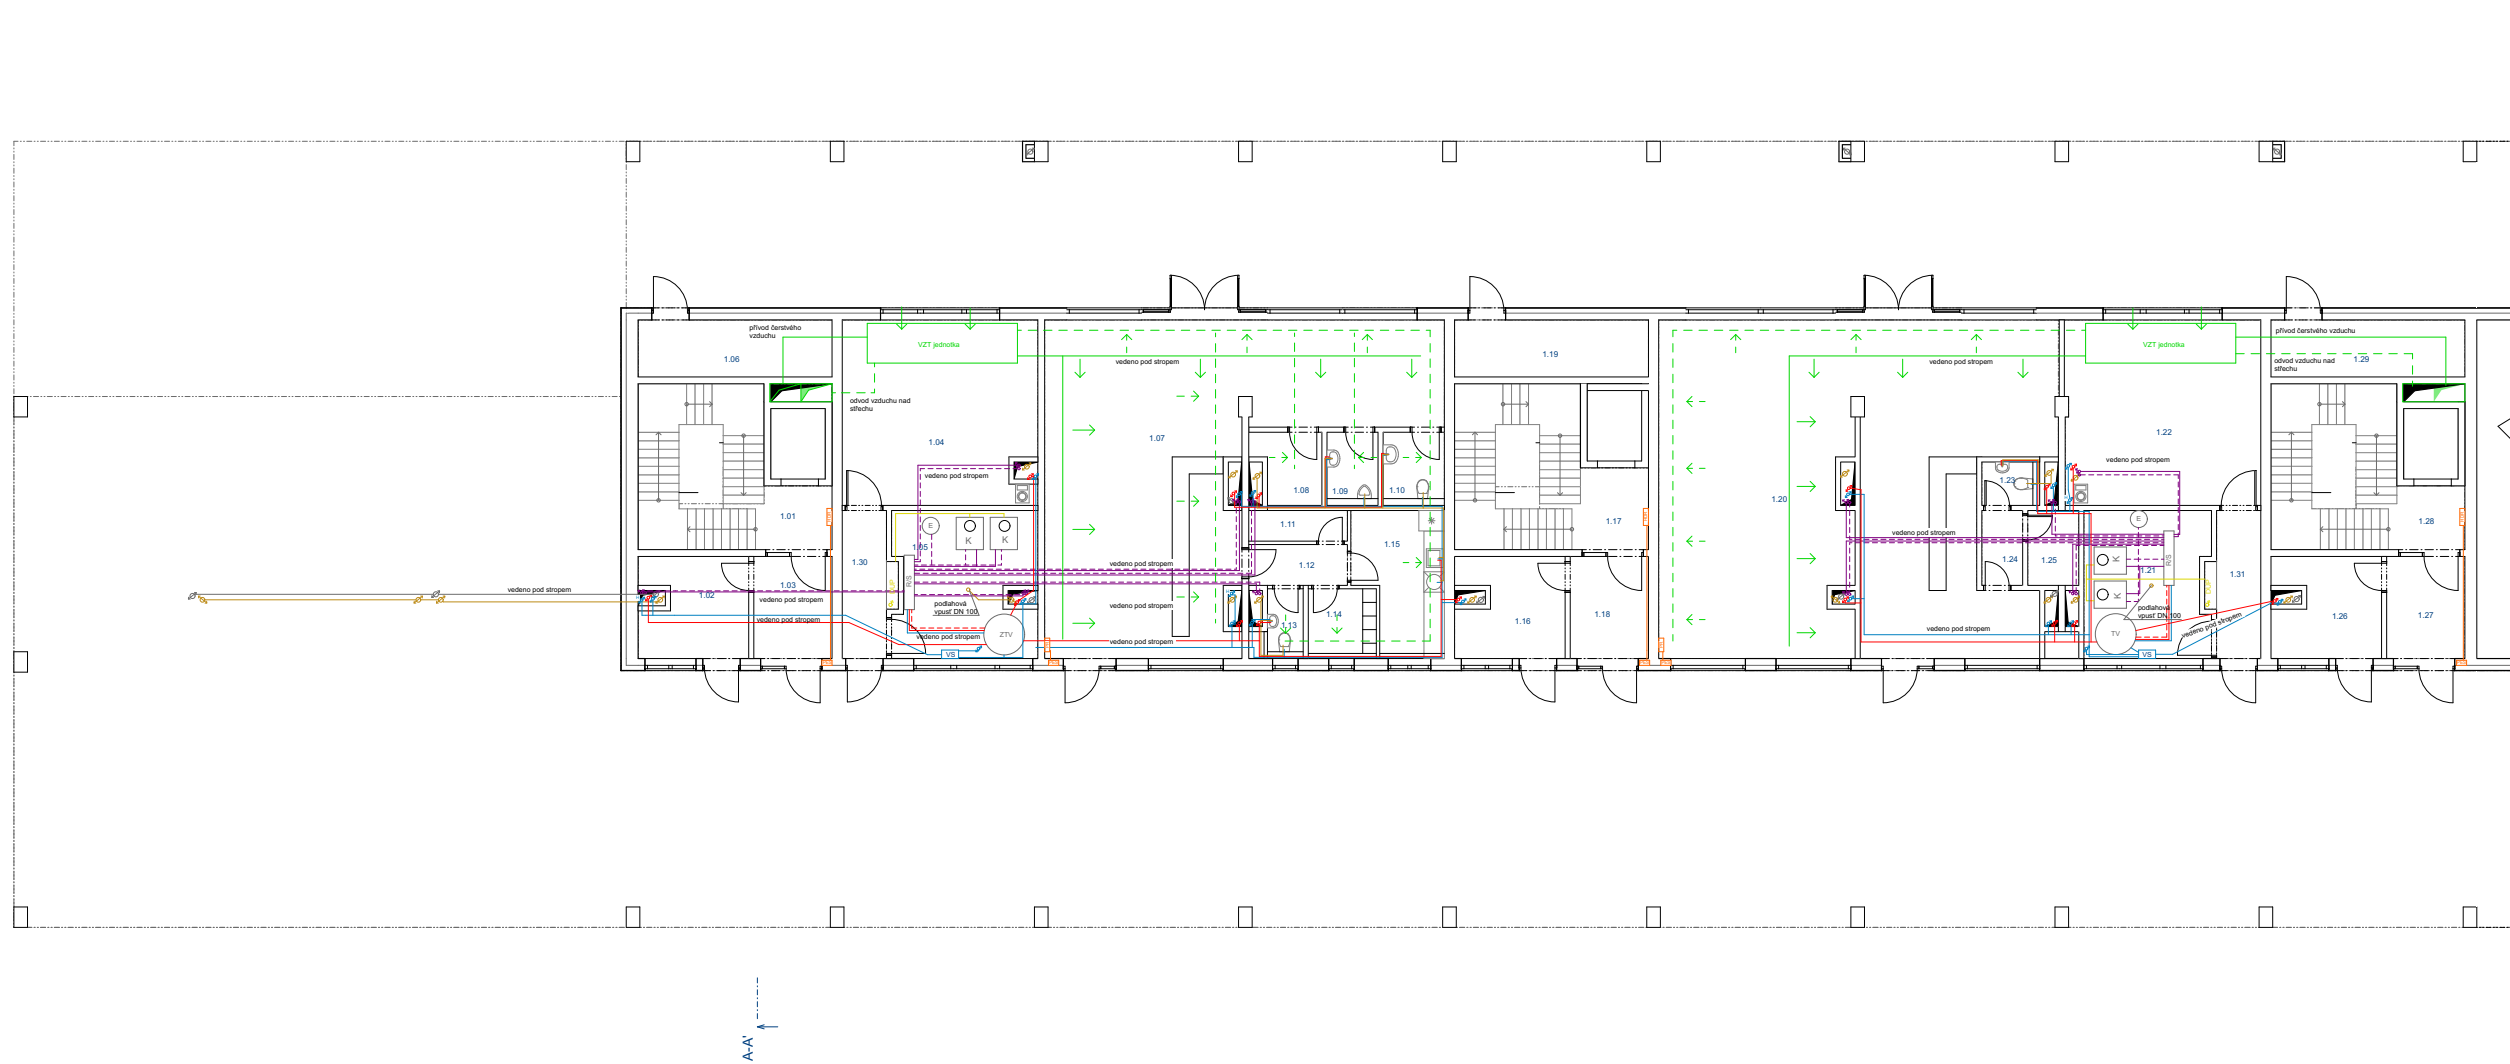 přívod čerstvého
vzduchu
1.06
VZT jednotka
vedeno pod stropem
1.19
vedeno pod stropem
VZT jednotka
přívod čerstvého vzduchu
odvod vzduchu nad
střechu
1.29
odvod vzduchu nad
střechu
1.04
1.07
1.22
vedeno pod stropem
vedeno pod stropem
1.08
1.09
1.10
1.20
1.23
1.01
E
K
K
1.05
1.11
1.15
1.17
vedeno pod stropem
E
1.28
1.30
R/S
vedeno pod stropem
1.12
1.24
1.25
K
K
R/S
1.21
1.31
vedeno pod stropem
1.02
1.03
vedeno pod stropem
vedeno pod stropem
podlahová
vpusť DN 100
vedeno pod stropem
vedeno pod stropem
vedeno pod stropem
ZTV
VS
1.13
1.14
1.16
1.18
vedeno pod stropem
podlahová
vpusť DN 100
TV
VS
vedeno pod stropem
1.26
1.27
A-A'